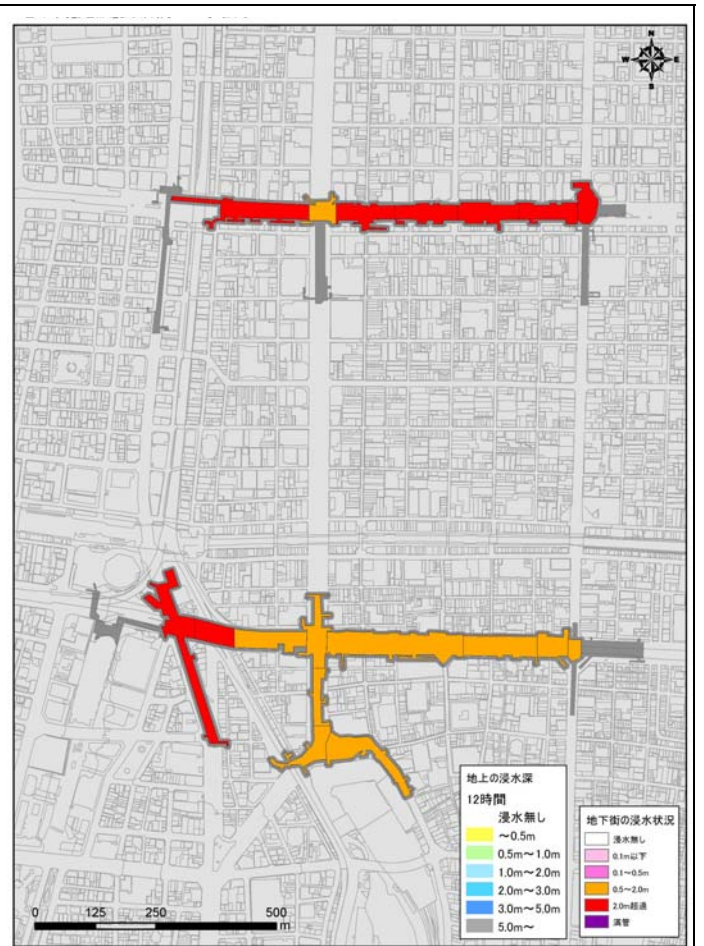 N
W E
S
地上の浸水深
12時間
浸水無し
～0.5m
0.5m～1.0m
1.0m～2.0m
2.0m～3.0m
3.0m～5.0m
5.0m～
地下街の浸水状況
浸水無し
0.1m以下
0.1～0.5m
0.5～2.0m
2.0m超過
満管
0 125 250 500
m